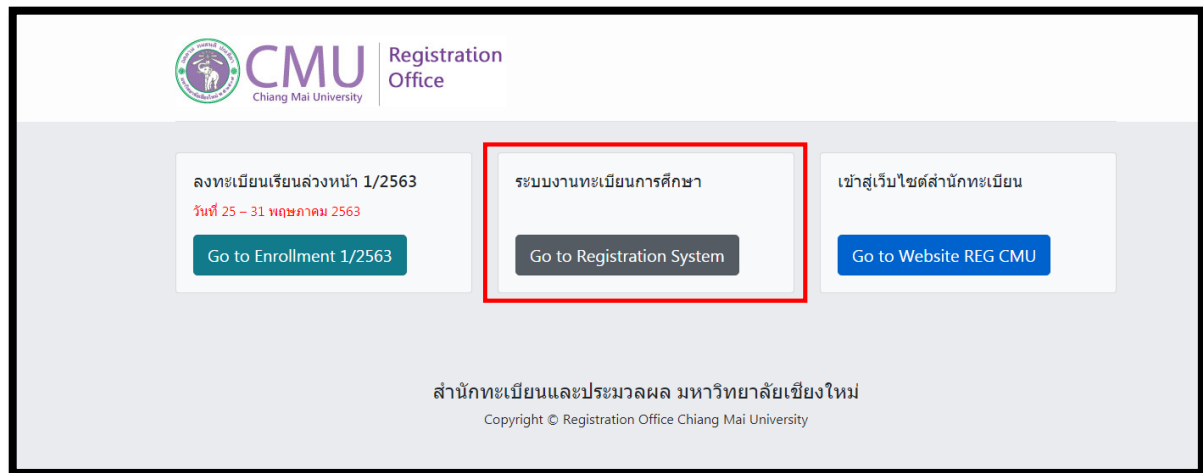 CMU
Chiang Mai University
Registration
Office
ลงทะเบียนเรียนล่วงหน้า 1/2563
วันที่ 25 – 31 พฤษภาคม 2563
Go to Enrollment 1/2563
ระบบงานทะเบียนการศึกษา
Go to Registration System
เข้าสู่เว็บไซต์สำนักทะเบียน
Go to Website REG CMU
สำนักทะเบียนและประมวลผล มหาวิทยาลัยเชียงใหม่
Copyright © Registration Office Chiang Mai University